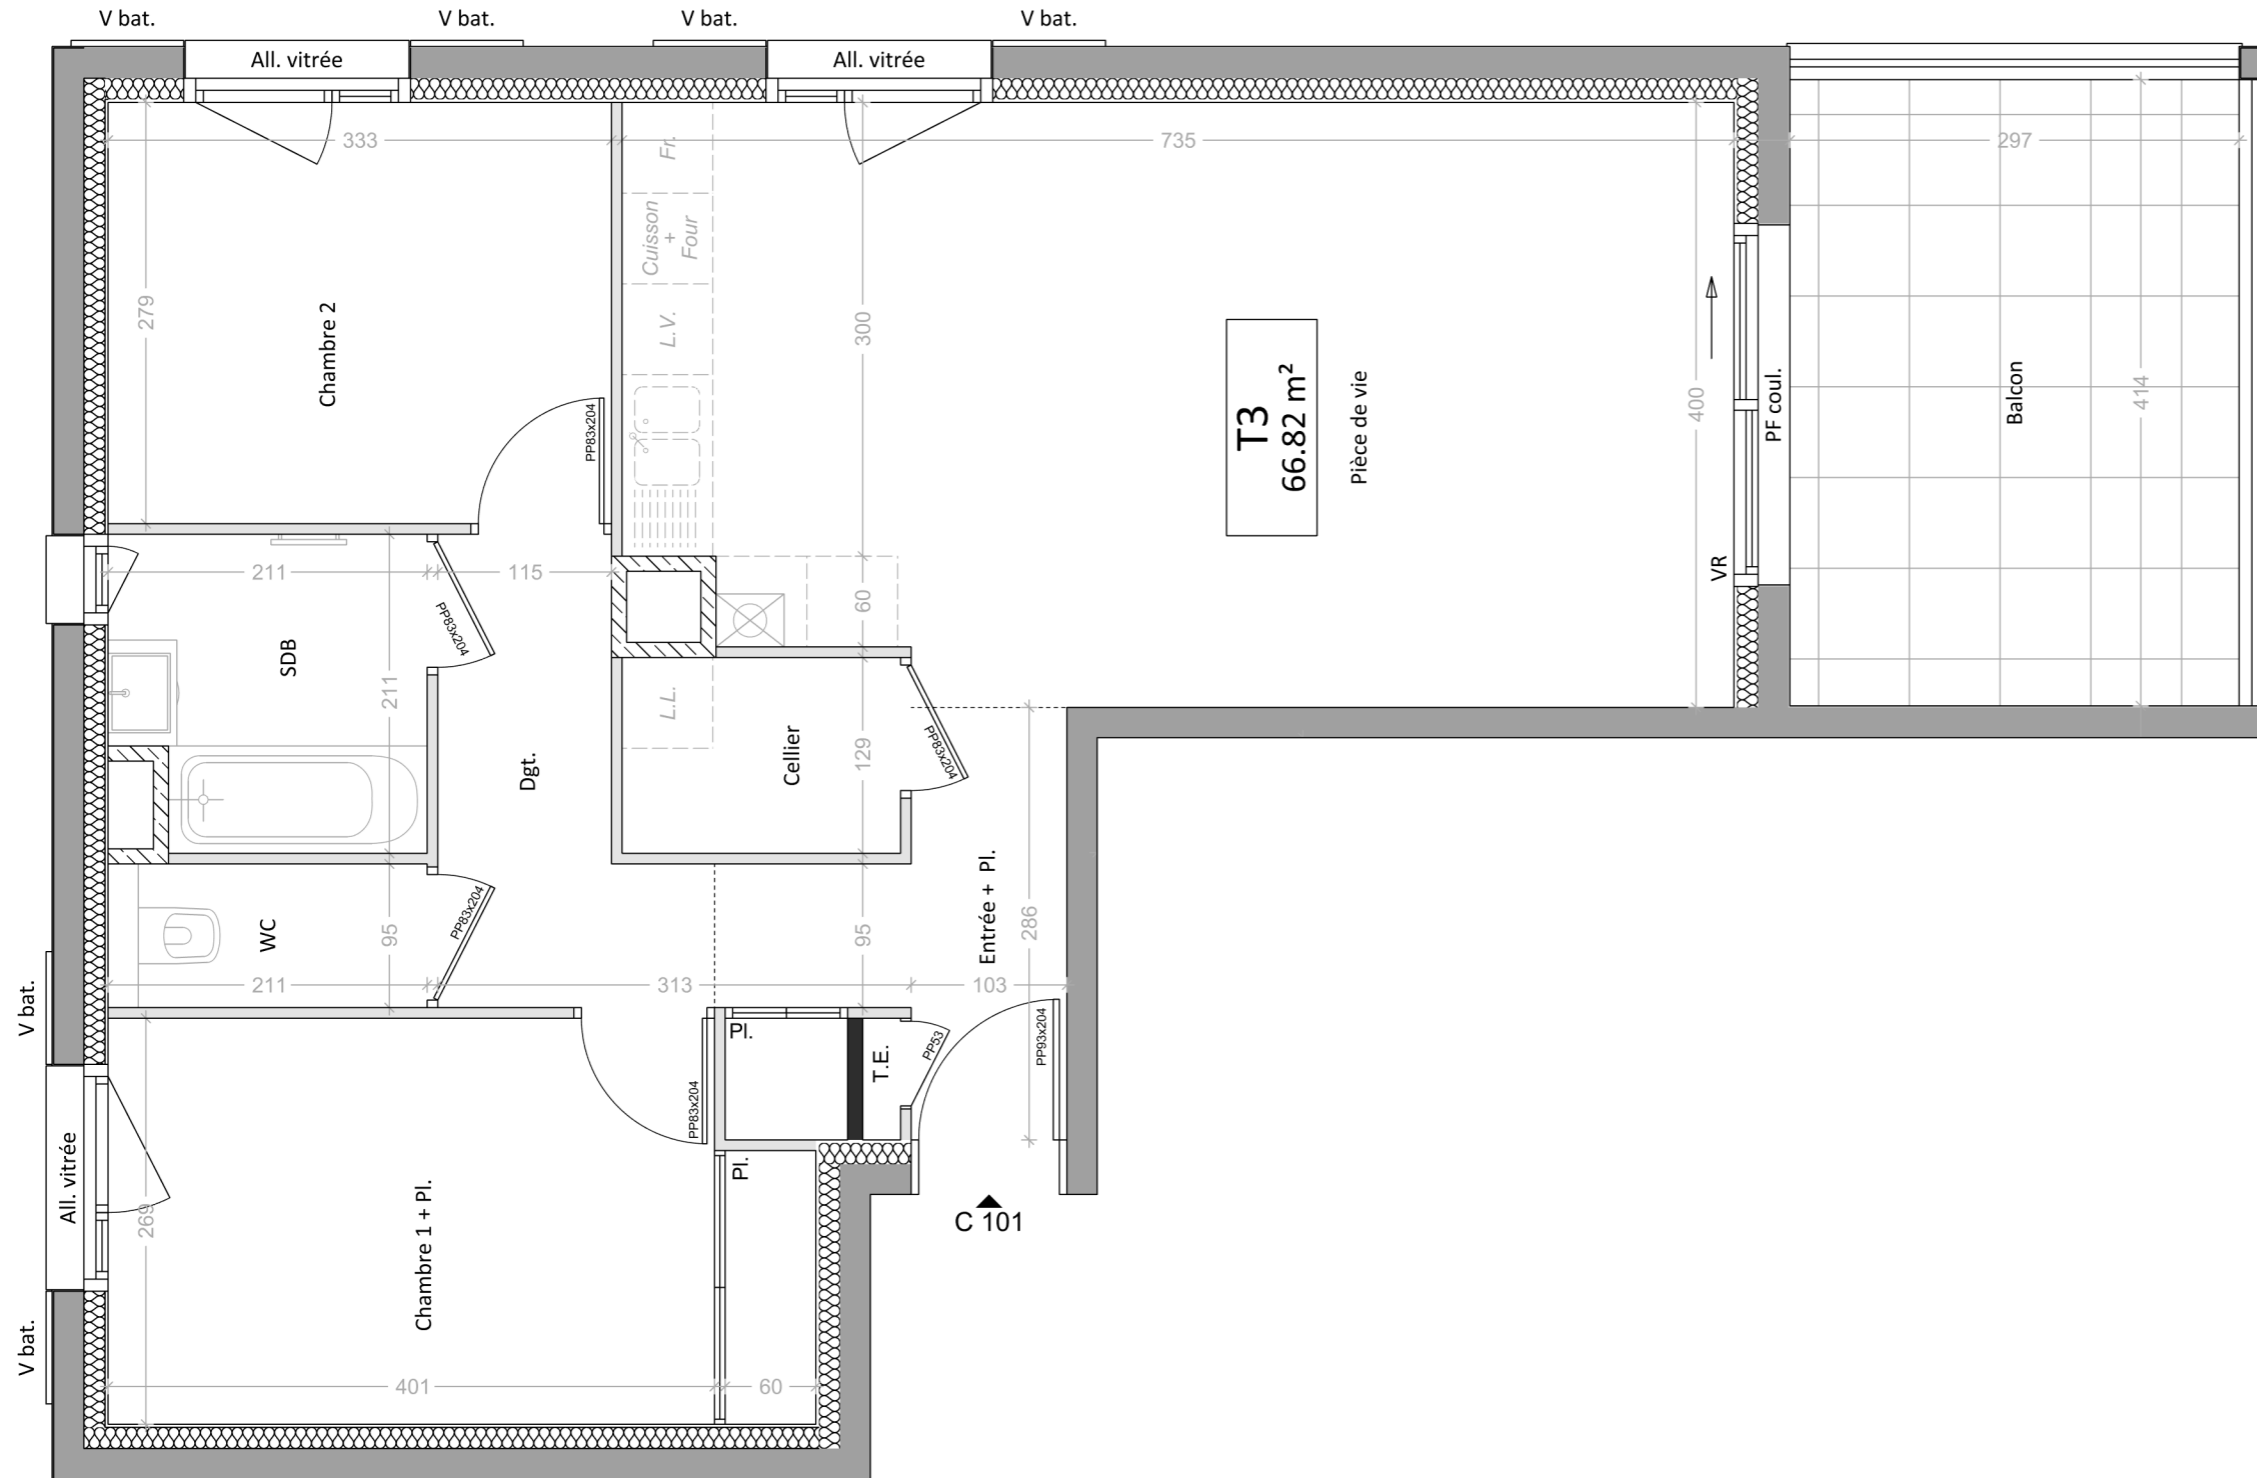 V bat.
V bat.
V bat.
V bat.
All. vitrée
All. vitrée
333
735
297
Fr.
Cuisson
+
Four
279
Chambre 2
L.V.
300
T3
66.82 m²
Pièce de vie
400
PF coul.
Balcon
414
PP83x204
VR
211
115
60
PP83x204
SDB
211
L.L.
Cellier
129
PP83x204
Dgt.
WC
95
PP83x204
95
Entrée + Pl.
286
211
313
103
V bat.
Pl.
T.E.
PP53
PP93x204
PP83x204
All. vitrée
269
Chambre 1 + Pl.
Pl.
C 101
V bat.
401
60